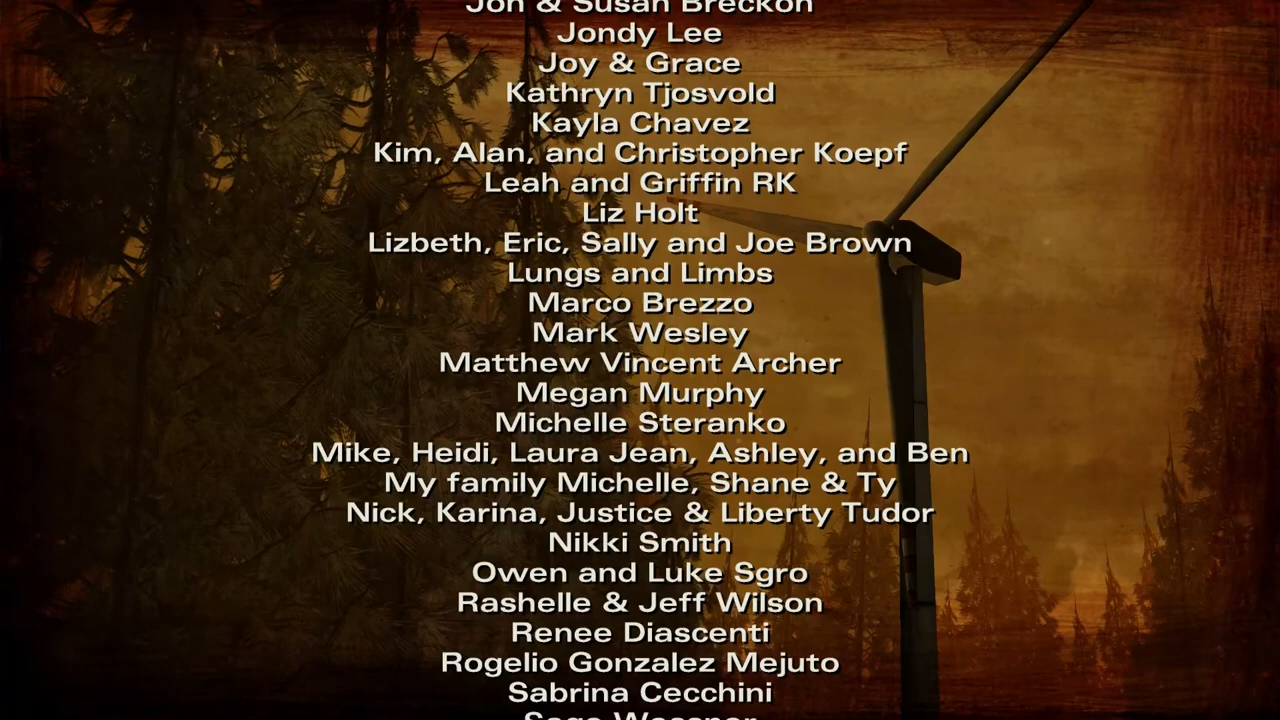 Jon & Susan Breckon
Jondy Lee
Joy & Grace
Kathryn Tjosvold
Kayla Chavez
Kim, Alan, and Christopher Koepf
Leah and Griffin RK
Liz Holt
Lizbeth, Eric, Sally and Joe Brown
Lungs and Limbs
Marco Brezzo
Mark Wesley
Matthew Vincent Archer
Megan Murphy
Michelle Steranko
Mike, Heidi, Laura Jean, Ashley, and Ben
My family Michelle, Shane & Ty
Nick, Karina, Justice & Liberty Tudor
Nikki Smith
Owen and Luke Sgro
Rashelle & Jeff Wilson
Renee Diascenti
Rogelio Gonzalez Mejuto
Sabrina Cecchini